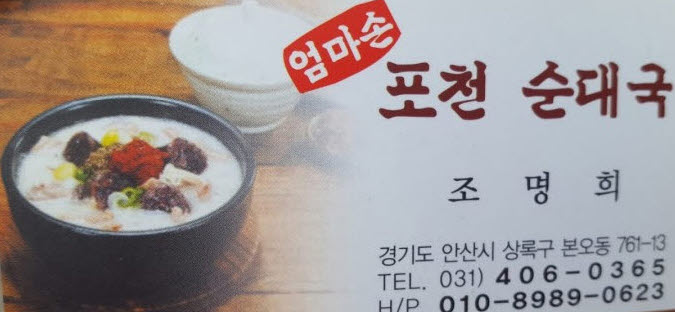 엄마손
포천 순대국
조 명 희
경기도 안산시 상록구 본오동 761-13
TEL. 031) 406-0365
H/P 010-8989-0623